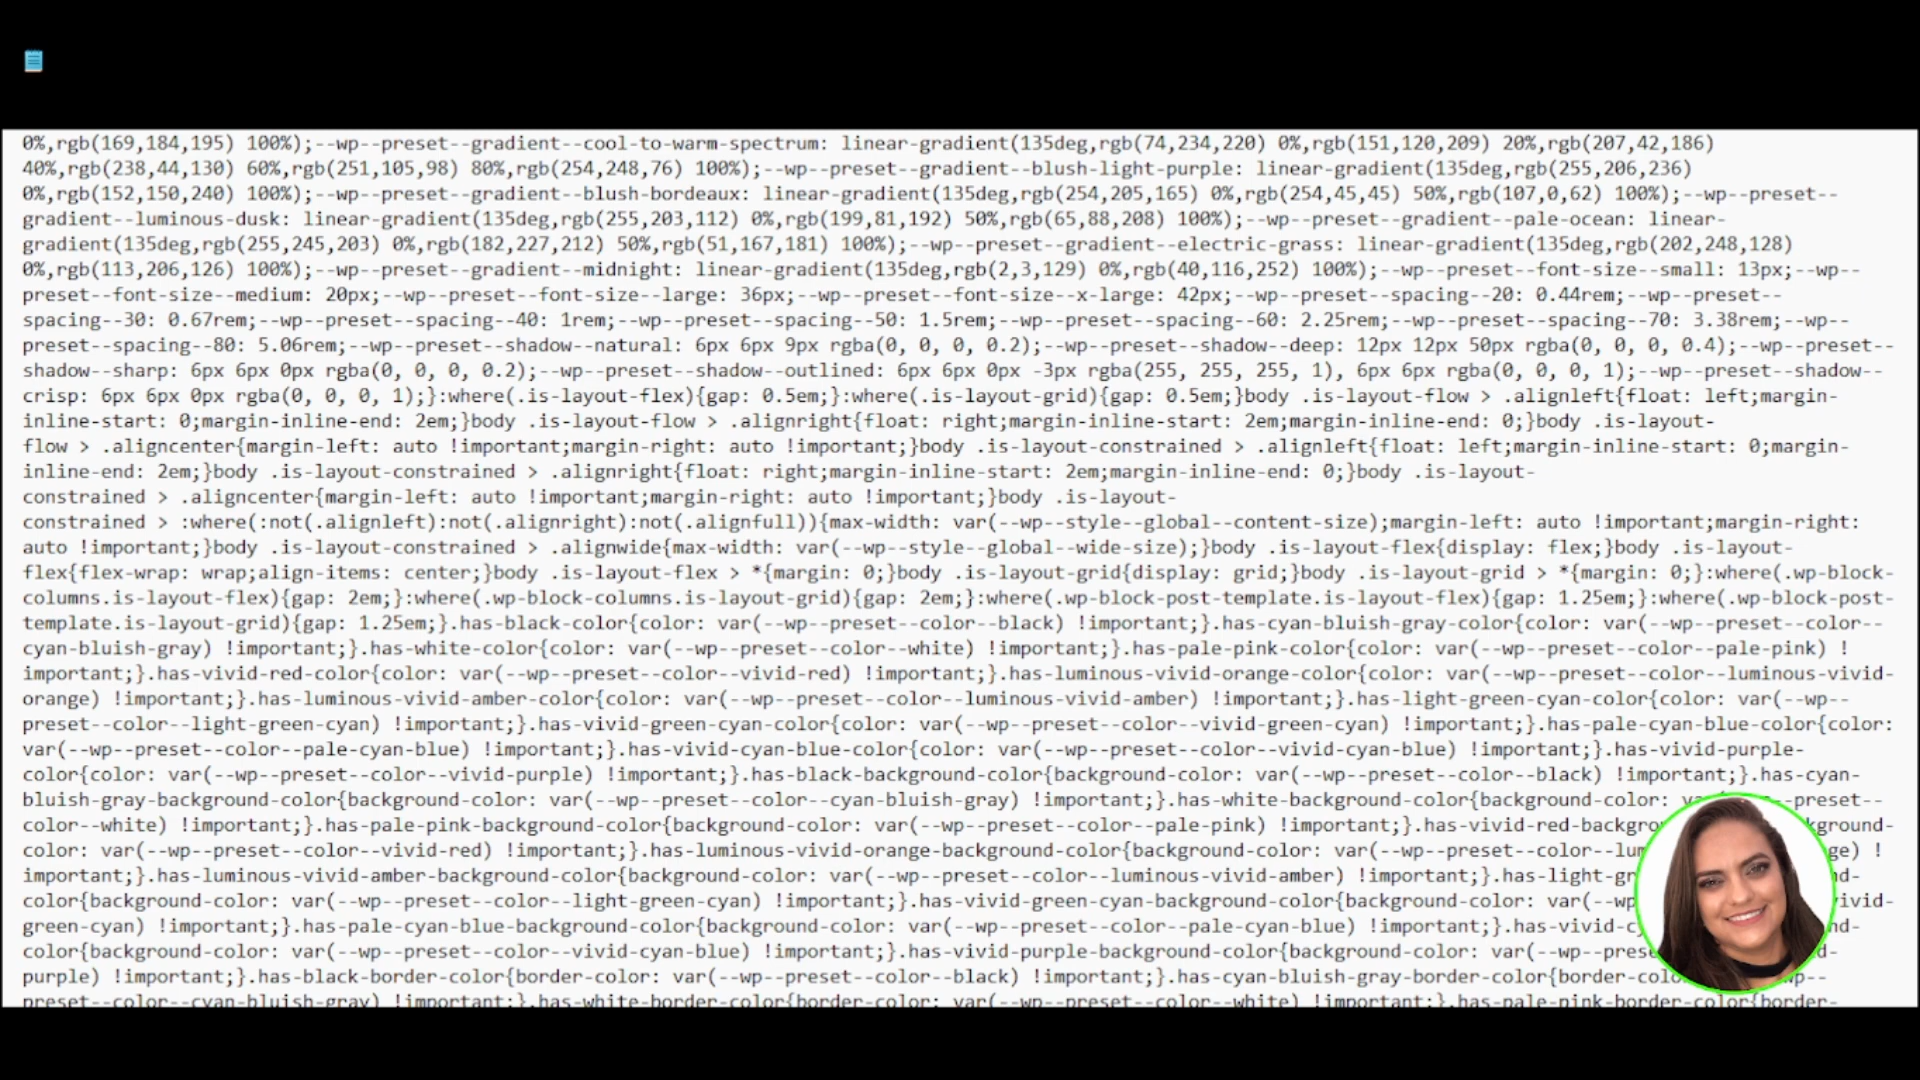 0%,rgb(169,184,195) 100%);--wp--preset--gradient--cool-to-warm-spectrum: linear-gradient(135deg,rgb(74,234,220) 0%,rgb(151,120,209) 20%,rgb(207,42,186)
40%,rgb(238,44,130) 60%,rgb(251,105,98) 80%,rgb(254,248,76) 100%);--wp--preset--gradient--blush-light-purple: linear-gradient(135deg,rgb(255,206,236)
0%,rgb(152,150,240) 100%);--wp--preset--gradient--blush-bordeaux: linear-gradient(135deg,rgb(254,205,165) 0%,rgb(254,45,45) 50%,rgb(107,0,62) 100%);--wp--preset--
gradient--luminous-dusk: linear-gradient(135deg,rgb(255,203,112) 0%,rgb(199,81,192) 50%,rgb(65,88,208) 100%);--wp--preset--gradient--pale-ocean: linear-
gradient(135deg,rgb(255,245,203) 0%,rgb(182,227,212) 50%,rgb(51,167,181) 100%);--wp--preset--gradient--electric-grass: linear-gradient(135deg,rgb(202,248,128)
0%,rgb(113,206,126) 100%);--wp--preset--gradient--midnight: linear-gradient(135deg,rgb(2,3,129) 0%,rgb(40,116,252) 100%);--wp--preset--font-size--small: 13px;--wp--
preset--font-size--medium: 20px;--wp--preset--font-size--large: 36px;--wp--preset--font-size--x-large: 42px;--wp--preset--spacing--20: 0.44rem;--wp--preset--
spacing--30: 0.67rem;--wp--preset--spacing--40: 1rem;--wp--preset--spacing--50: 1.5rem;--wp--preset--spacing--60: 2.25rem;--wp--preset--spacing--70: 3.38rem;--wp--
preset--spacing--80: 5.06rem;--wp--preset--shadow--natural: 6px 6px 9px rgba(0, 0, 0, 0.2);--wp--preset--shadow--deep: 12px 12px 50px rgba(0, 0, 0, 0.4);--wp--preset--
shadow--sharp: 6px 6px 0px rgba(0, 0, 0, 0.2);--wp--preset--shadow--outlined: 6px 6px 0px -3px rgba(255, 255, 255, 1), 6px 6px rgba(0, 0, 0, 1);--wp--preset--shadow--
crisp: 6px 6px 0px rgba(0, 0, 0, 1);}:where(.is-layout-flex){gap: 0.5em;}:where(.is-layout-grid){gap: 0.5em;}body .is-layout-flow > .alignleft{float: left;margin-
inline-start: 0;margin-inline-end: 2em;}body .is-layout-flow > .alignright{float: right;margin-inline-start: 2em;margin-inline-end: 0;}body .is-layout-
flow > .aligncenter{margin-left: auto !important;margin-right: auto !important;}body .is-layout-constrained > .alignleft{float: left;margin-inline-start: 0;margin-
inline-end: 2em;}body .is-layout-constrained > .alignright{float: right;margin-inline-start: 2em;margin-inline-end: 0;}body .is-layout-
constrained > .aligncenter{margin-left: auto !important;margin-right: auto !important;}body .is-layout-
constrained > :where(:not(.alignleft):not(.alignright):not(.alignfull)){max-width: var(--wp--style--global--content-size);margin-left: auto !important;margin-right:
auto !important;}body .is-layout-constrained > .alignwide{max-width: var(--wp--style--global--wide-size);}body .is-layout-flex{display: flex;}body .is-layout-
flex{flex-wrap: wrap;align-items: center;}body .is-layout-flex > *{margin: 0;}body .is-layout-grid{display: grid;}body .is-layout-grid > *{margin: 0;}:where(.wp-block-
columns.is-layout-flex){gap: 2em;}:where(.wp-block-columns.is-layout-grid){gap: 2em;}:where(.wp-block-post-template.is-layout-flex){gap: 1.25em;}:where(.wp-block-post-
template.is-layout-grid){gap: 1.25em;}.has-black-color{color: var(--wp--preset--color--black) !important;}.has-cyan-bluish-gray-color{color: var(--wp--preset--color--
cyan-bluish-gray) !important;}.has-white-color{color: var(--wp--preset--color--white) !important;}.has-pale-pink-color{color: var(--wp--preset--color--pale-pink) !
important;}.has-vivid-red-color{color: var(--wp--preset--color--vivid-red) !important;}.has-luminous-vivid-orange-color{color: var(--wp--preset--color--luminous-vivid-
orange) !important;}.has-luminous-vivid-amber-color{color: var(--wp--preset--color--luminous-vivid-amber) !important;}.has-light-green-cyan-color{color: var(--wp--
preset--color--light-green-cyan) !important;}.has-vivid-green-cyan-color{color: var(--wp--preset--color--vivid-green-cyan) !important;}.has-pale-cyan-blue-color{color:
var(--wp--preset--color--pale-cyan-blue) !important;}.has-vivid-cyan-blue-color{color: var(--wp--preset--color--vivid-cyan-blue) !important;}.has-vivid-purple-
color{color: var(--wp--preset--color--vivid-purple) !important;}.has-black-background-color{background-color: var(--wp--preset--color--black) !important;}.has-cyan-
bluish-gray-background-color{background-color: var(--wp--preset--color--cyan-bluish-gray) !important;}.has-white-background-color{background-color: --preset--
color--white) !important;}.has-pale-pink-background-color{background-color: var(--wp--preset--color--pale-pink) !important;}.has-vivid-red-
color: var(--wp--preset--color--vivid-red) !important;}.has-luminous-vivid-orange-background-color{background-color: var(--wp--preset--color-- !
important;}.has-luminous-vivid-amber-background-color{background-color: var(--wp--preset--color--luminous-vivid-amber) !important;}.has-light-
color{background-color: var(--wp--preset--color--light-green-cyan) !important;}.has-vivid-green-cyan-background-color{background-color: vivid-
green-cyan) !important;}.has-pale-cyan-blue-background-color{background-color: var(--wp--preset--color--pale-cyan-blue) !important;}.has-vivid-
color{background-color: var(--wp--preset--color--vivid-cyan-blue) !important;}.has-vivid-purple-background-color{background-color: var(--wp--
purple) !important;}.has-black-border-color{border-color: var(--wp--preset--color--black) !important;}.has-cyan-bluish-gray-border-color{
preset--color--cyan-bluish-gray) !important;}.has-white-border-color{border-color: var(--wp--preset--color--white) !important;}.has-pale-pink-border-color{border-